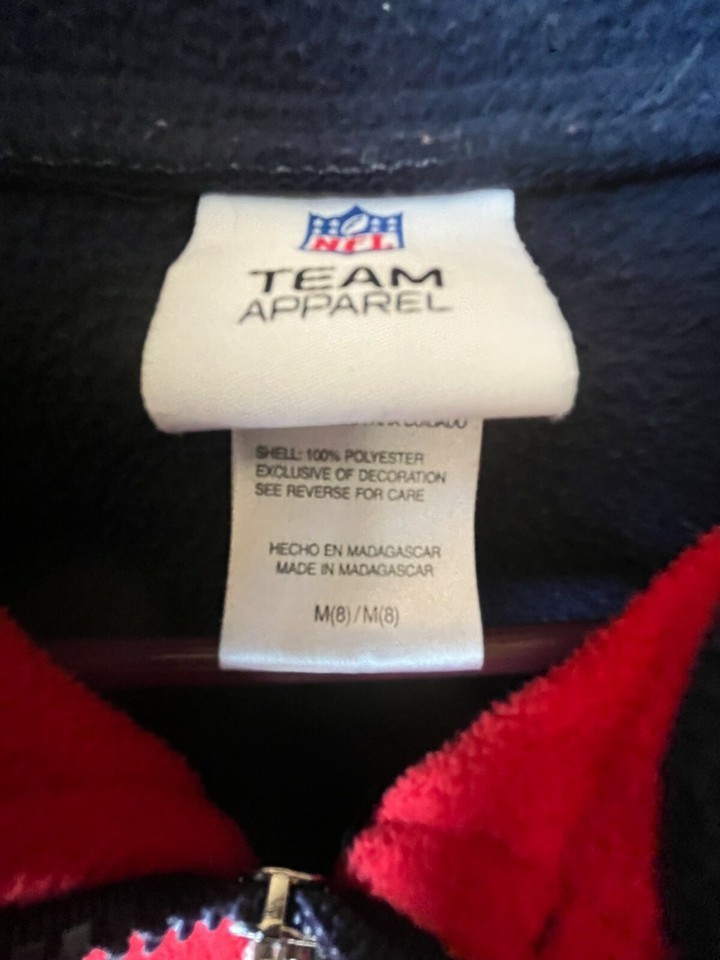 NFL
TEAM
APPAREL
CUIDADO
SHELL: 100% POLYESTER
EXCLUSIVE OF DECORATION
SEE REVERSE FOR CARE
HECHO EN MADAGASCAR
MADE IN MADAGASCAR
M(8)/M(8)